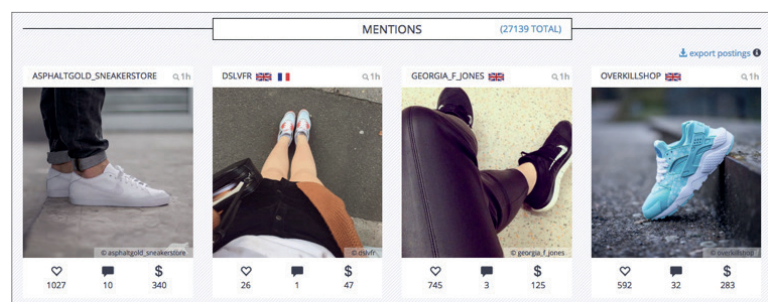 MENTIONS (27139 TOTAL)
export postings
ASPHALTGOLD_SNEAKERSTORE 1h
DSLVFR 1h
GEORGIA_F_JONES 1h
OVERKILLSHOP 1h
© asphaltgold_sneakerstore
© dslvfr
© georgia_f_jones
© overkillshop
1027 10 340
26 1 47
745 3 125
592 32 283